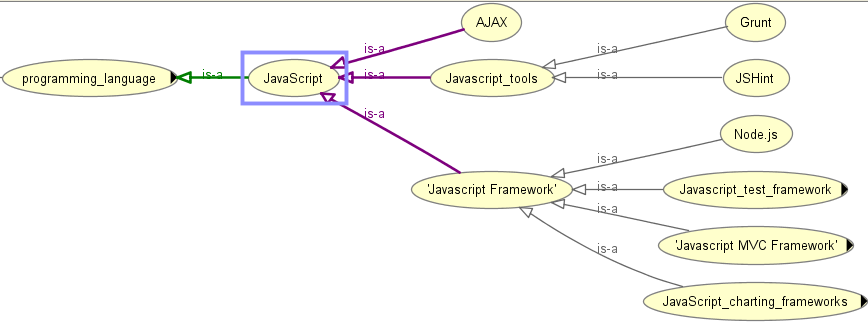 AJAX
Grunt
is-a
is-a
programming_language
is-a
JavaScript
is-a
Javascript_tools
is-a
JSHint
is-a
Node.js
is-a
'Javascript Framework'
is-a
Javascript_test_framework
is-a
'Javascript MVC Framework'
is-a
JavaScript_charting_frameworks